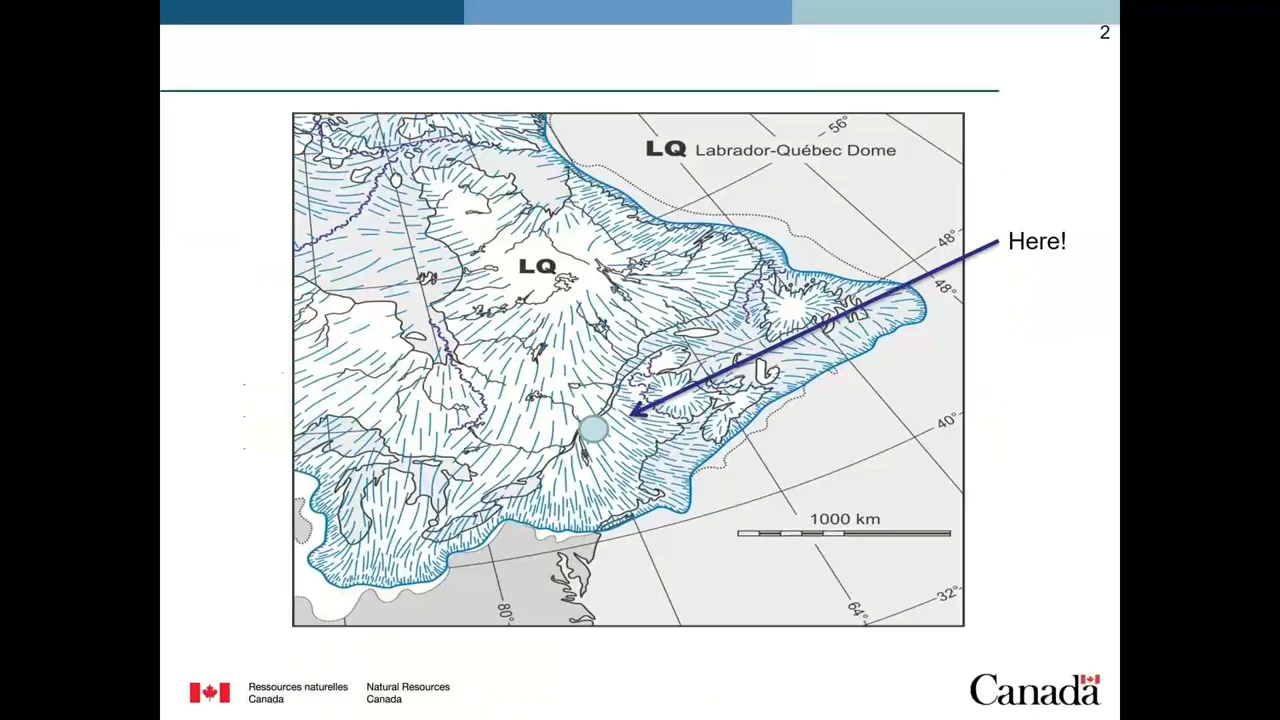 2
56°
LQ Labrador-Québec Dome
Here!
48°
LQ
48°
40°
1000 km
32°
80°
64°
Ressources naturelles
Canada
Natural Resources
Canada
Canada